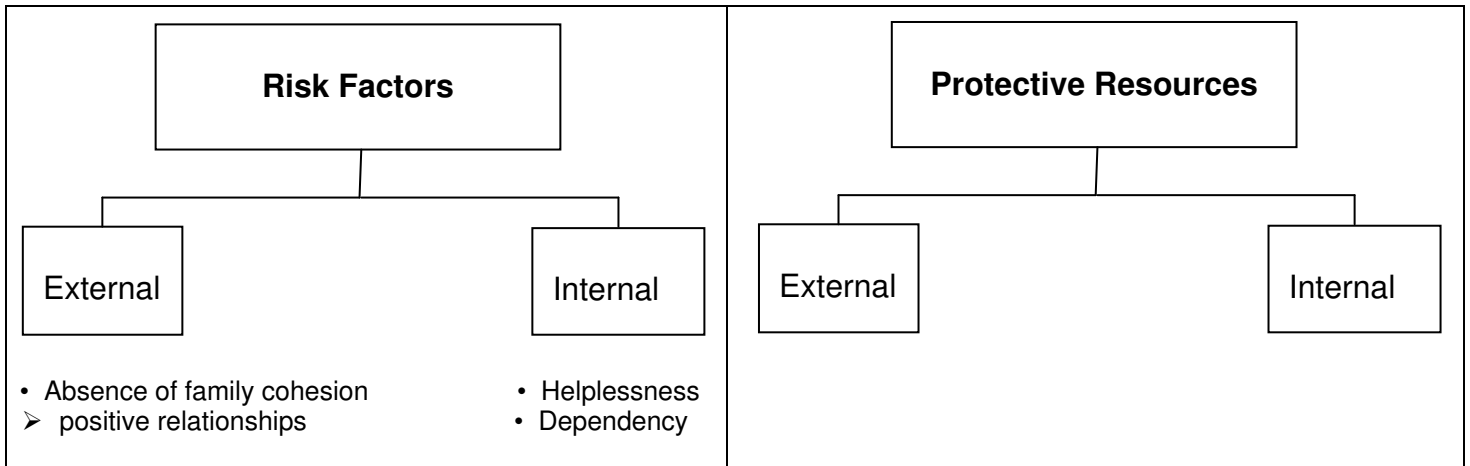 Risk Factors
Protective Resources
External
Internal
External
Internal
• Absence of family cohesion
➢ positive relationships
• Helplessness
• Dependency